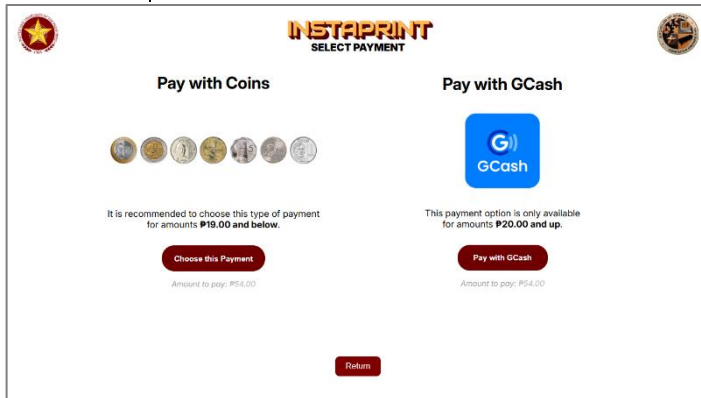 INSTAPRINT
SELECT PAYMENT
Pay with Coins
It is recommended to choose this type of payment
for amounts ₱19.00 and below.
Choose this Payment
Amount to pay: ₱54.00
Pay with GCash
G
GCash
This payment option is only available
for amounts ₱20.00 and up.
Pay with GCash
Amount to pay: ₱54.00
Return